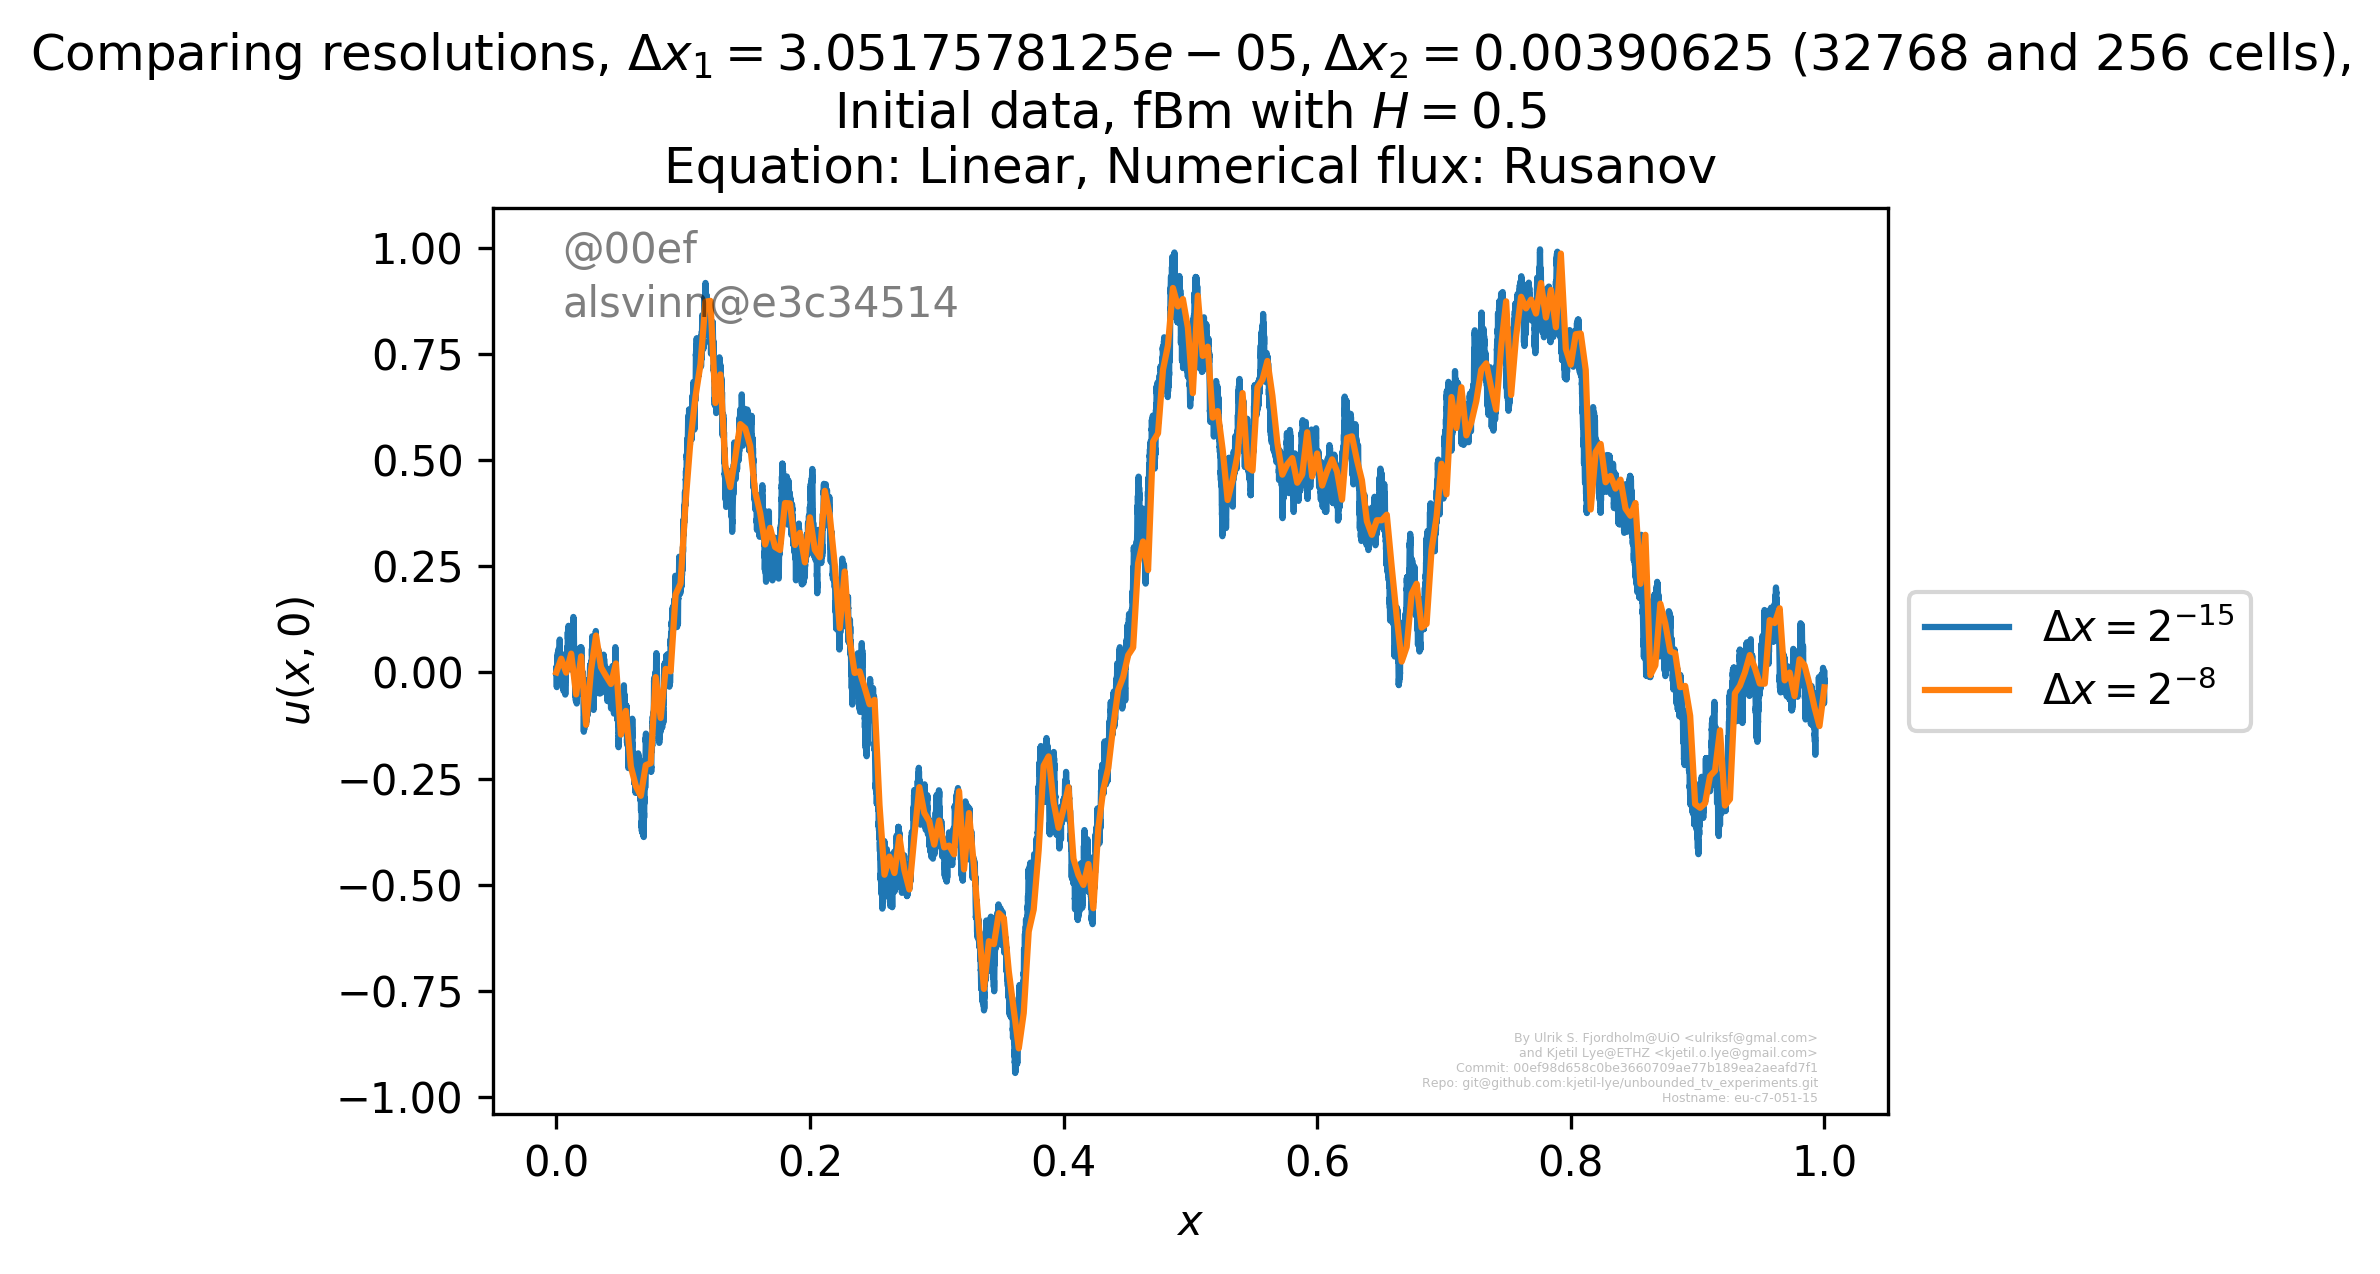 Comparing resolutions, Δx₁ = 3.0517578125e − 05, Δx₂ = 0.00390625 (32768 and 256 cells),
Initial data, fBm with H = 0.5
Equation: Linear, Numerical flux: Rusanov
@00ef
alsvinn@e3c34514
1.00
0.75
0.50
0.25
0.00
−0.25
−0.50
−0.75
−1.00
u(x, 0)
Δx = 2⁻¹⁵
Δx = 2⁻⁸
By Ulrik S. Fjordholm@UiO <ulriksf@gmal.com>
and Kjetil Lye@ETHZ <kjetil.o.lye@gmail.com>
Commit: 00ef98d658c0be3660709ae77b189ea2aeafd7f1
Repo: git@github.com:kjetil-lye/unbounded_tv_experiments.git
Hostname: eu-c7-051-15
0.0 0.2 0.4 0.6 0.8 1.0
x